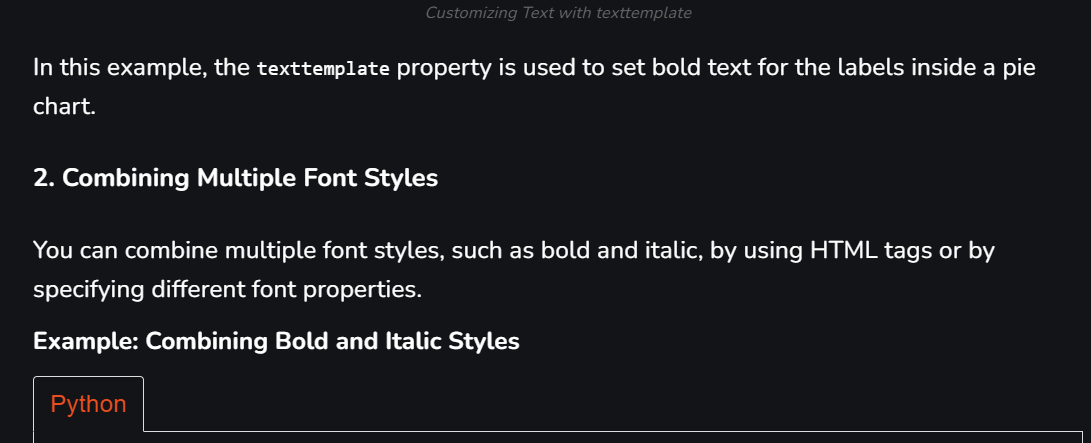 Customizing Text with texttemplate
In this example, the texttemplate property is used to set bold text for the labels inside a pie
chart.
2. Combining Multiple Font Styles
You can combine multiple font styles, such as bold and italic, by using HTML tags or by
specifying different font properties.
Example: Combining Bold and Italic Styles
Python